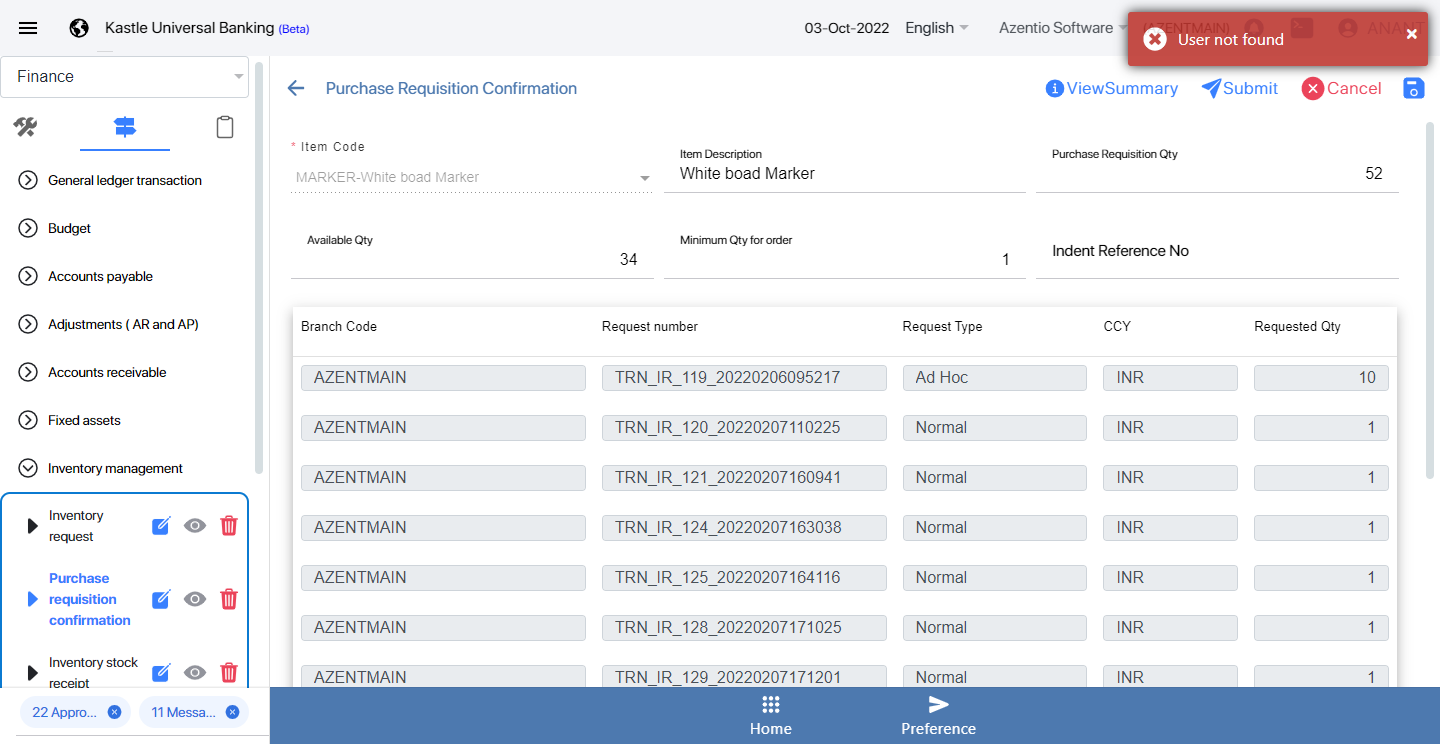 Kastle Universal Banking (Beta)
03-Oct-2022
English
Azentio Software
(AZENTMAIN)
ANANT
User not found
Finance
Purchase Requisition Confirmation
ViewSummary
Submit
Cancel
General ledger transaction
Budget
Accounts payable
Adjustments ( AR and AP)
Accounts receivable
Fixed assets
Inventory management
Inventory
request
Purchase
requisition
confirmation
Inventory stock
receipt
22 Appro...
11 Messa...
* Item Code
MARKER-White boad Marker
Item Description
White boad Marker
Purchase Requisition Qty
52
Available Qty
34
Minimum Qty for order
1
Indent Reference No
Branch Code Request number Request Type CCY Requested Qty
AZENTMAIN TRN_IR_119_20220206095217 Ad Hoc INR 10
AZENTMAIN TRN_IR_120_20220207110225 Normal INR 1
AZENTMAIN TRN_IR_121_20220207160941 Normal INR 1
AZENTMAIN TRN_IR_124_20220207163038 Normal INR 1
AZENTMAIN TRN_IR_125_20220207164116 Normal INR 1
AZENTMAIN TRN_IR_128_20220207171025 Normal INR 1
AZENTMAIN TRN_IR_129_20220207171201 Normal INR 1
Home
Preference